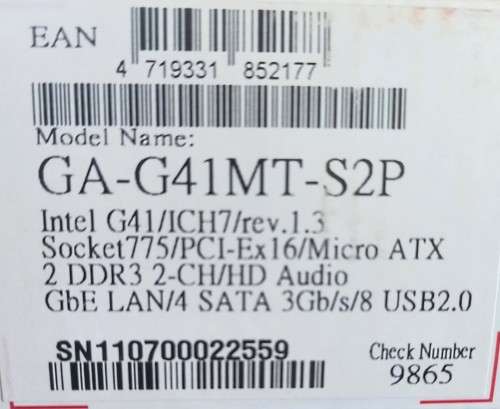 EAN
4 719331 852177
Model Name:
GA-G41MT-S2P
Intel G41/ICH7/rev.1.3
Socket775/PCI-Ex16/Micro ATX
2 DDR3 2-CH/HD Audio
GbE LAN/4 SATA 3Gb/s/8 USB2.0
SN110700022559
Check Number
9865